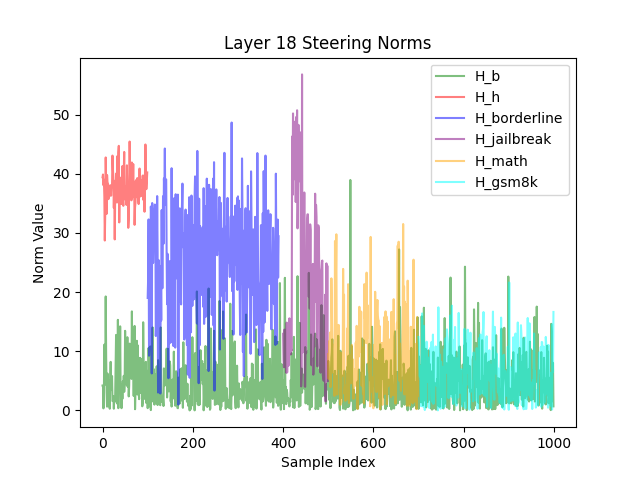 Layer 18 Steering Norms
H_b
H_h
H_borderline
H_jailbreak
H_math
H_gsm8k
Norm Value
50
40
30
20
10
0
0 200 400 600 800 1000
Sample Index